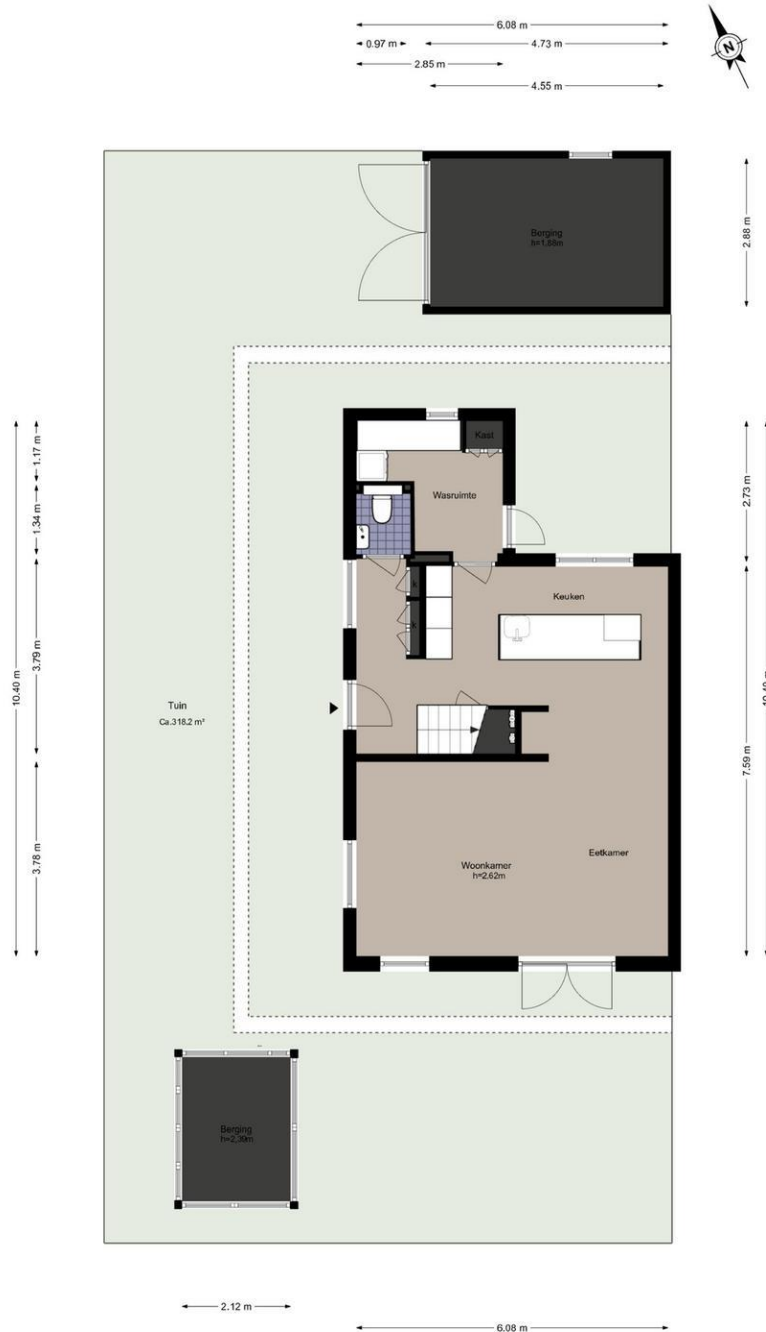 6.08 m
0.97 m
4.73 m
2.85 m
4.55 m
N
Berging
h=1.88m
2.88 m
1.17 m
1.34 m
3.79 m
10.40 m
3.78 m
Kast
Wasruimte
2.73 m
K
K
Keuken
Tuin
Ca.318.2 m²
10.40 m
7.59 m
Woonkamer
h=2.62m
Eetkamer
Berging
h=2.39m
2.12 m
6.08 m